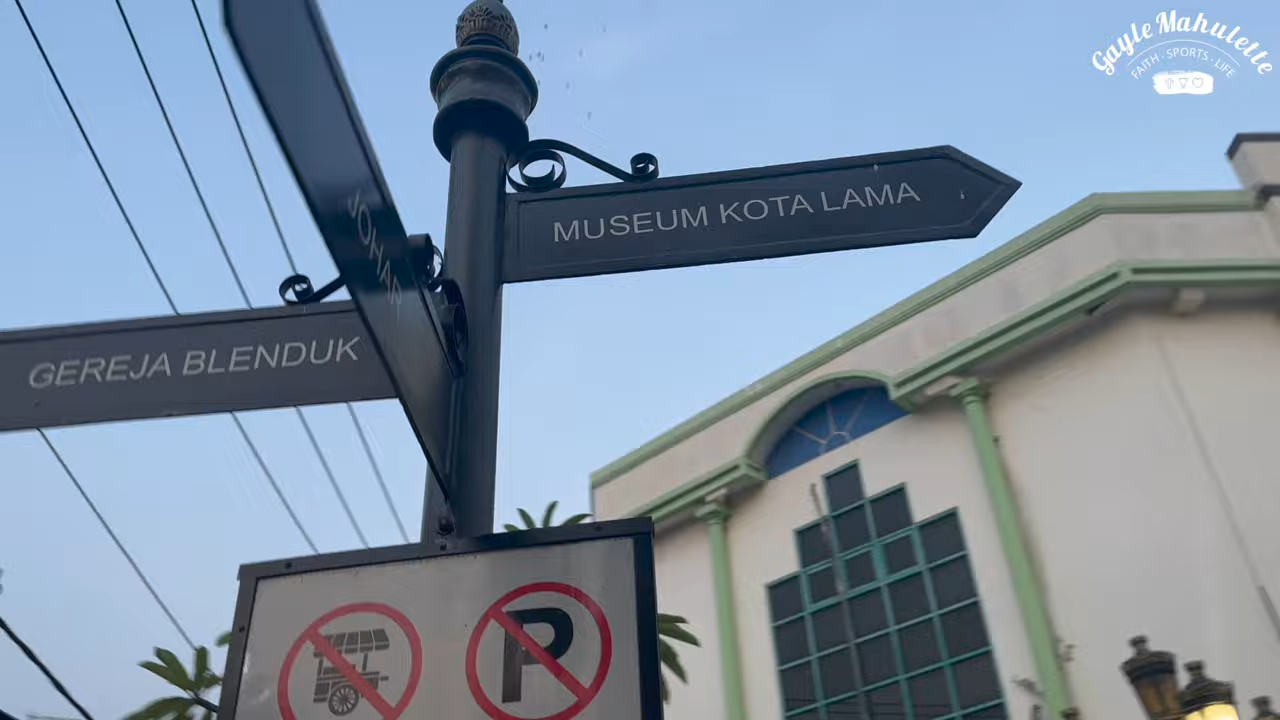 Gayle Mahulette
FAITH · SPORTS · LIFE
MUSEUM KOTA LAMA
JOHAR
GEREJA BLENDUK
P